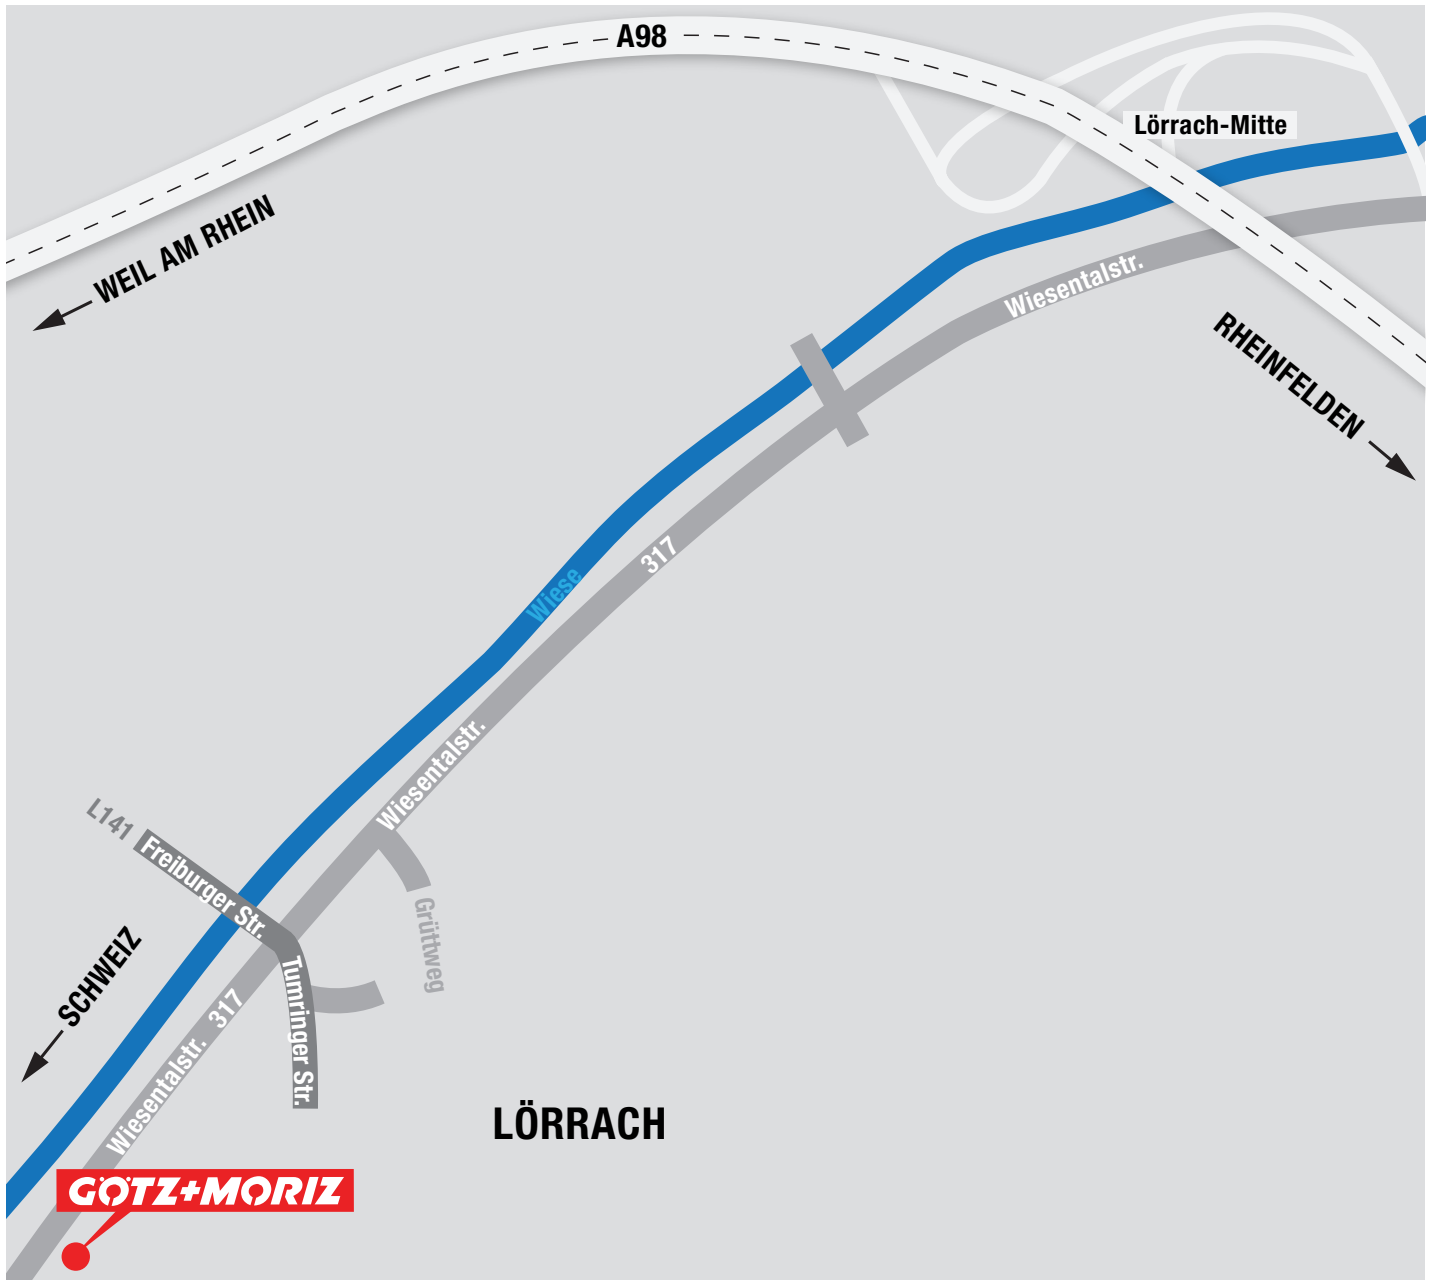 A98
Lörrach-Mitte
WEIL AM RHEIN
Wiesentalstr.
RHEINFELDEN
317
Wiese
Wiesentalstr.
L141
Freiburger Str.
Grüttweg
SCHWEIZ
Tumringer Str.
317
Wiesentalstr.
LÖRRACH
GÖTZ+MORIZ